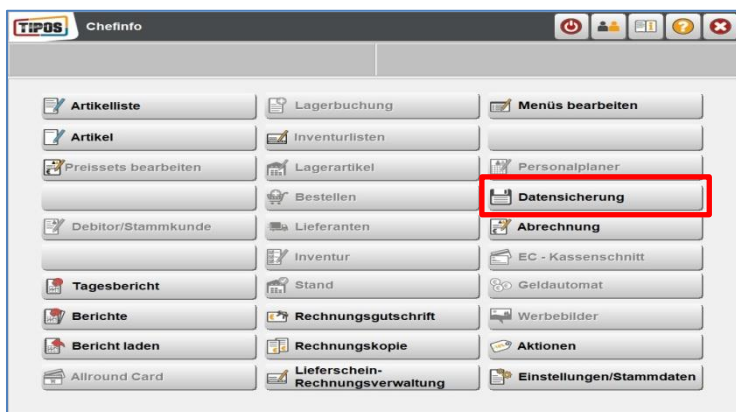 TIPOS Chefinfo
Artikelliste
Lagerbuchung
Menüs bearbeiten
Artikel
Inventurlisten
Preissets bearbeiten
Lagerartikel
Personalplaner
Bestellen
Datensicherung
Debitor/Stammkunde
Lieferanten
Abrechnung
Inventur
EC - Kassenschnitt
Tagesbericht
Stand
Geldautomat
Berichte
Rechnungsgutschrift
Werbebilder
Bericht laden
Rechnungskopie
Aktionen
Allround Card
Lieferschein-
Rechnungsverwaltung
Einstellungen/Stammdaten